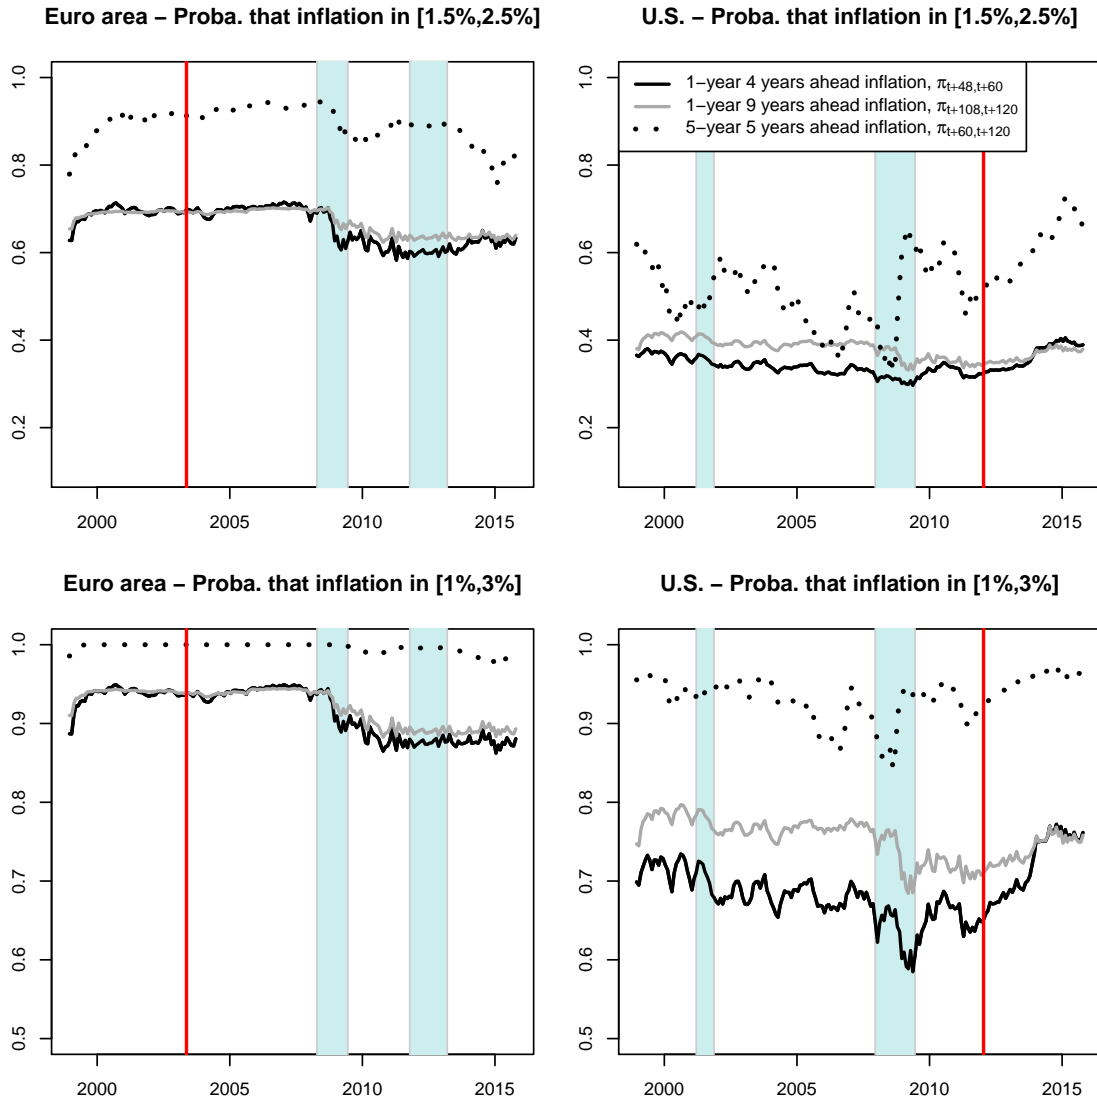 Euro area − Proba. that inflation in [1.5%,2.5%]
1.0
0.8
0.6
0.4
0.2
2000 2005 2010 2015
U.S. − Proba. that inflation in [1.5%,2.5%]
1−year 4 years ahead inflation, πt+48,t+60
1−year 9 years ahead inflation, πt+108,t+120
5−year 5 years ahead inflation, πt+60,t+120
1.0
0.8
0.6
0.4
0.2
2000 2005 2010 2015
Euro area − Proba. that inflation in [1%,3%]
1.0
0.9
0.8
0.7
0.6
0.5
2000 2005 2010 2015
U.S. − Proba. that inflation in [1%,3%]
1.0
0.9
0.8
0.7
0.6
0.5
2000 2005 2010 2015